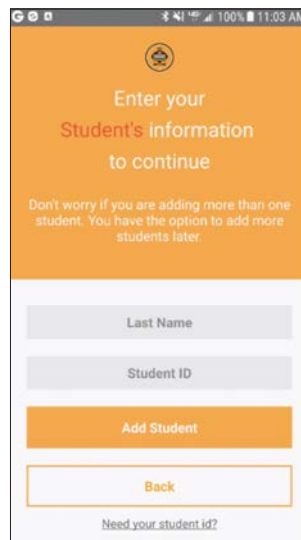 100% 11:03 AM
Enter your
Student's information
to continue
Don't worry if you are adding more than one
student. You have the option to add more
students later.
Last Name
Student ID
Add Student
Back
Need your student id?